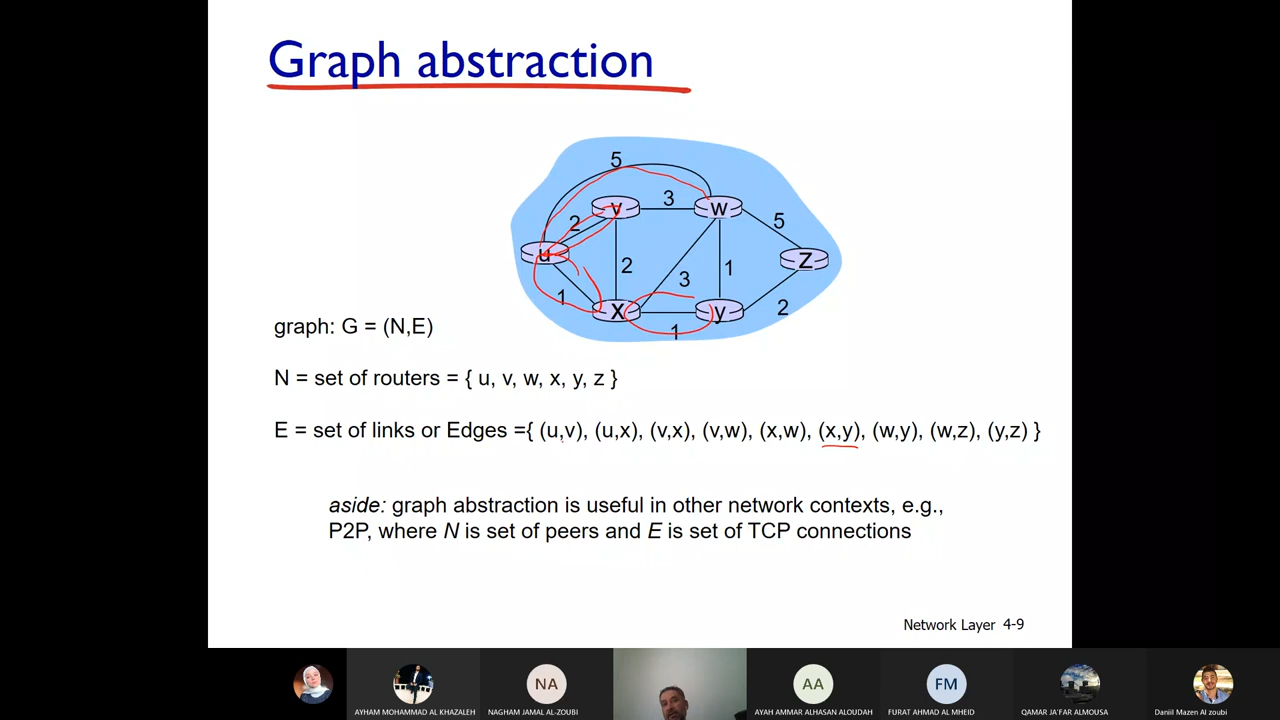 Graph abstraction
5
v
3
w
2
5
u
2
3
1
z
1
x
y
2
1
graph: G = (N,E)
N = set of routers = { u, v, w, x, y, z }
E = set of links or Edges ={ (u,v), (u,x), (v,x), (v,w), (x,w), (x,y), (w,y), (w,z), (y,z) }
aside: graph abstraction is useful in other network contexts, e.g.,
P2P, where N is set of peers and E is set of TCP connections
Network Layer 4-9
NA
AA
FM
AYHAM MOHAMMAD AL KHAZALEH
NAGHAM JAMAL AL-ZOUBI
AYAH AMMAR ALHASAN ALOUDAH
FURAT AHMAD AL MHEID
QAMAR JA'FAR ALMOUSA
Daniil Mazen Al zoubi